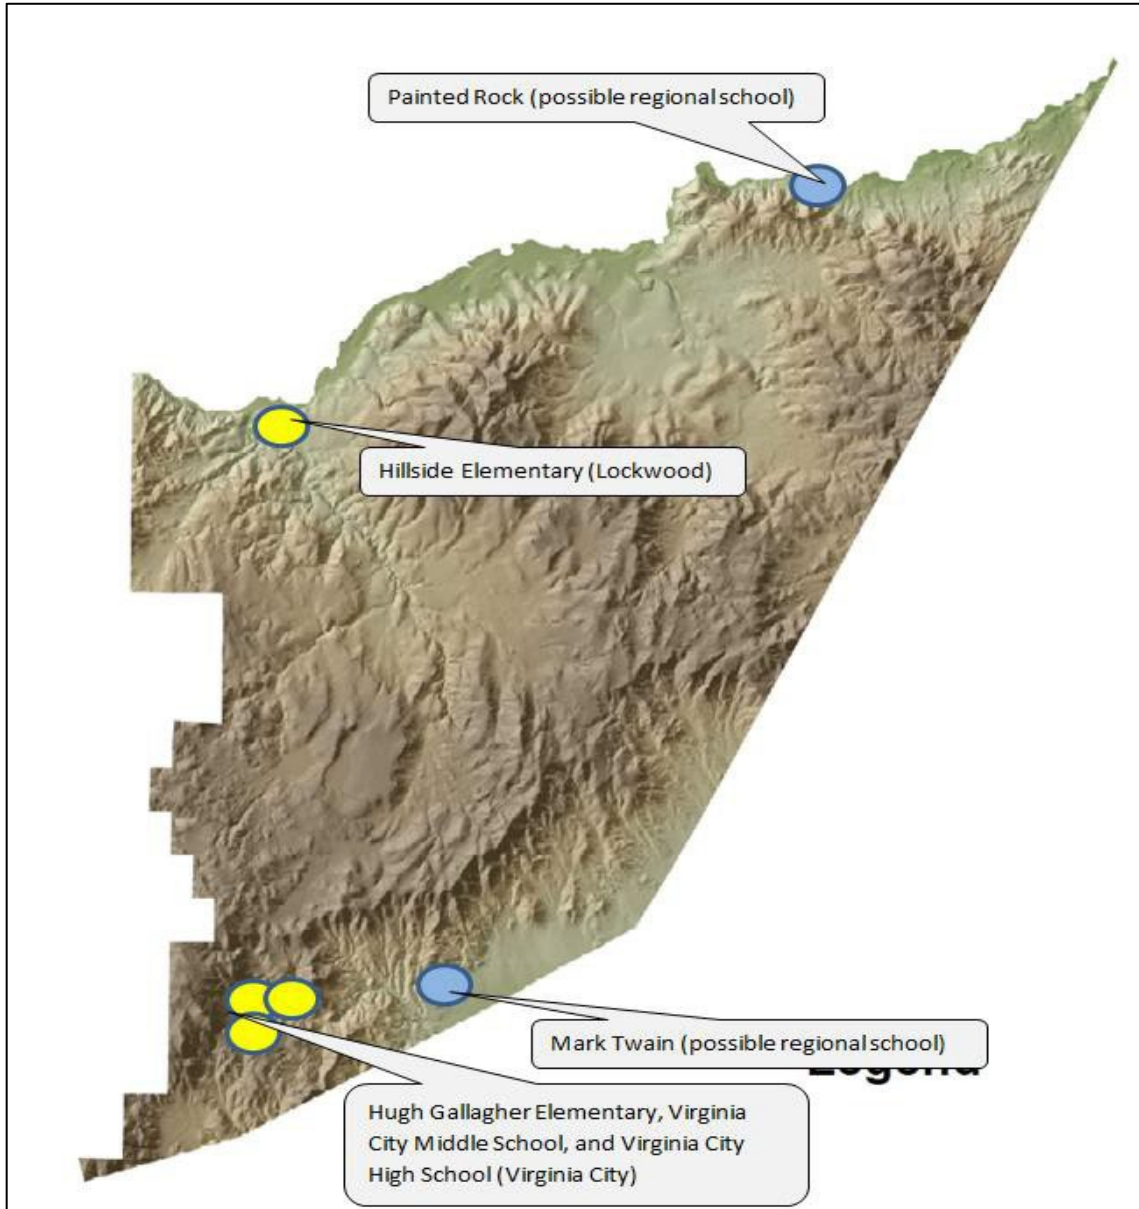 Painted Rock (possible regional school)
Hillside Elementary (Lockwood)
Mark Twain (possible regional school)
Hugh Gallagher Elementary, Virginia
City Middle School, and Virginia City
High School (Virginia City)